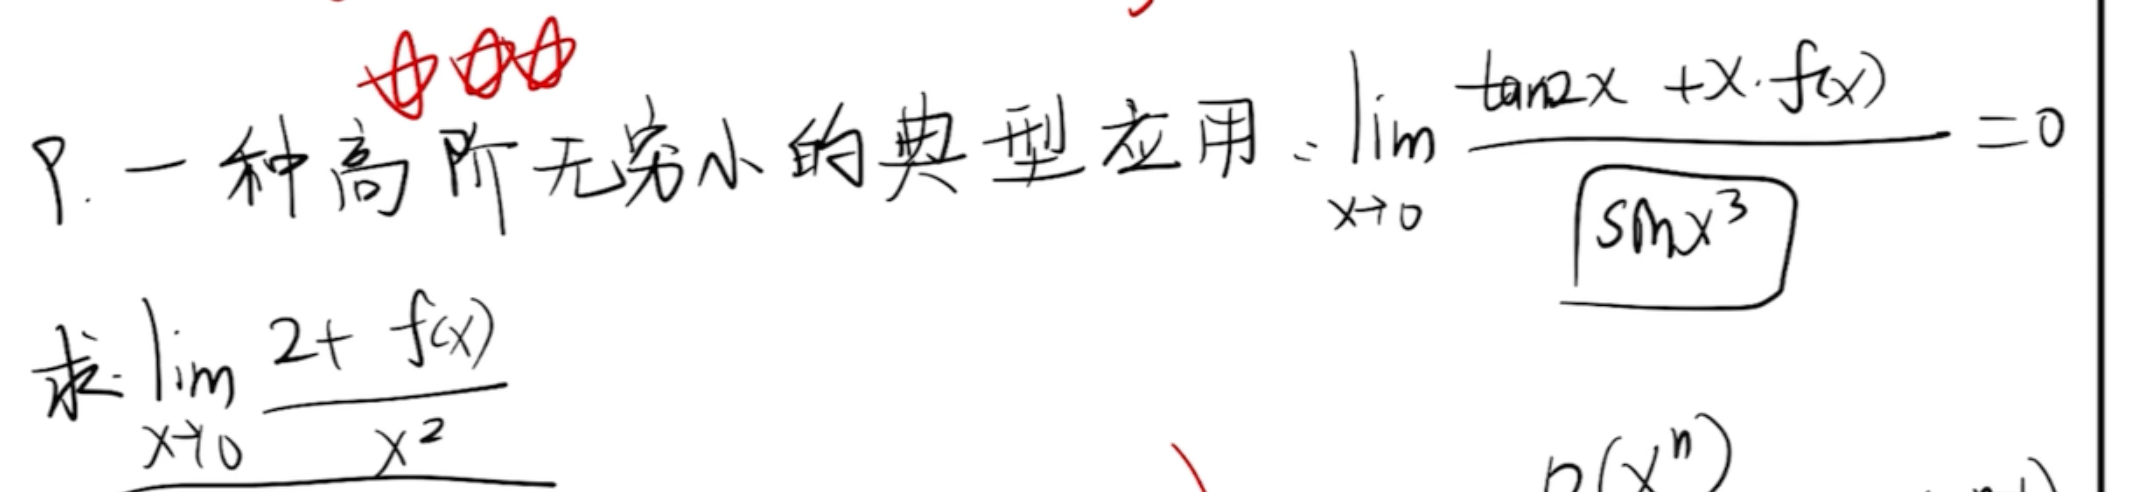 9. 一种高阶无穷小的典型应用: lim x→0 (tan2x + x·f(x)) / sinx³ = 0
求: lim x→0 (2 + f(x)) / x²
(xⁿ)